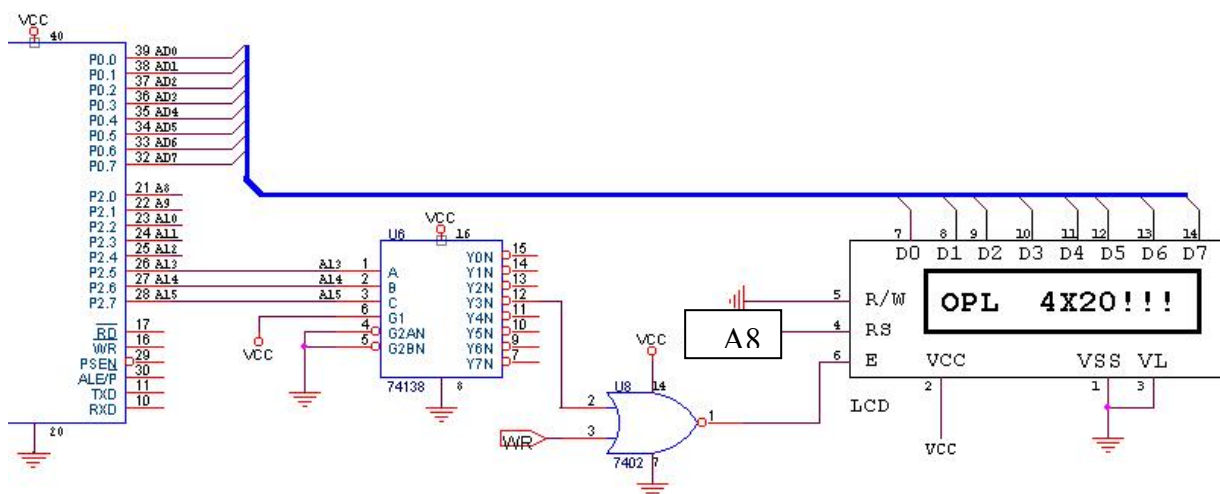 VCC
40
P0.0 39 AD0
P0.1 38 AD1
P0.2 37 AD2
P0.3 36 AD3
P0.4 35 AD4
P0.5 34 AD5
P0.6 33 AD6
P0.7 32 AD7
P2.0 21 A8
P2.1 22 A9
P2.2 23 A10
P2.3 24 A11
P2.4 25 A12
P2.5 26 A13
P2.6 27 A14
P2.7 28 A15
RD 17
WR 16
PSEN 29
ALE/P 30
TXD 11
RXD 10
20
VCC
U6 16
A13 1 A Y0N 15
A14 2 B Y1N 14
A15 3 C Y2N 13
6 G1 Y3N 12
4 G2AN Y4N 11
5 G2BN Y5N 10
Y6N 9
Y7N 7
VCC
74138 8
VCC
U8 14
2
3
1
WR
7402 7
7 8 9 10 11 12 13 14
D0 D1 D2 D3 D4 D5 D6 D7
5 R/W
OPL 4X20!!!
A8
4 RS
6 E
VCC VSS VL
2 1 3
LCD
VCC